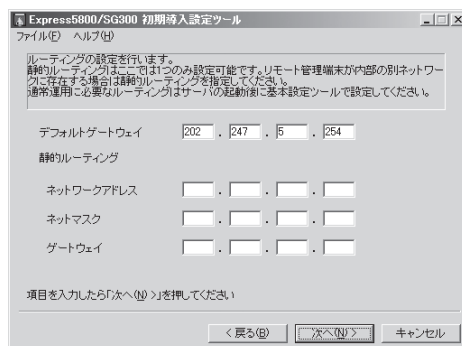 Express5800/SG300 初期導入設定ツール
ファイル(F) ヘルプ(H)
ルーティングの設定を行います。
静的ルーティングはここでは1つのみ設定可能です。リモート管理端末が内部の別ネットワー
クに存在する場合は静的ルーティングを指定してください。
通常運用に必要なルーティングはサーバの起動後に基本設定ツールで設定してください。
デフォルトゲートウェイ 202 . 247 . 5 . 254
静的ルーティング
ネットワークアドレス . . .
ネットマスク . . .
ゲートウェイ . . .
項目を入力したら「次へ(N) >」を押してください
< 戻る(B) 次へ(N) > キャンセル